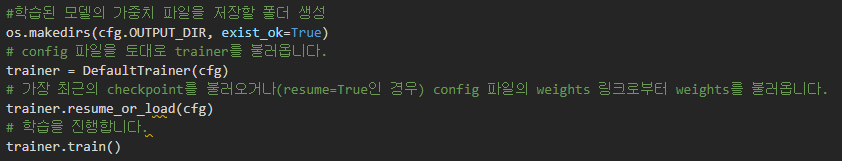 #학습된 모델의 가중치 파일을 저장할 폴더 생성
os.makedirs(cfg.OUTPUT_DIR, exist_ok=True)
# config 파일을 토대로 trainer를 불러옵니다.
trainer = DefaultTrainer(cfg)
# 가장 최근의 checkpoint를 불러오거나(resume=True인 경우) config 파일의 weights 링크로부터 weights를 불러옵니다.
trainer.resume_or_load(cfg)
# 학습을 진행합니다.
trainer.train()